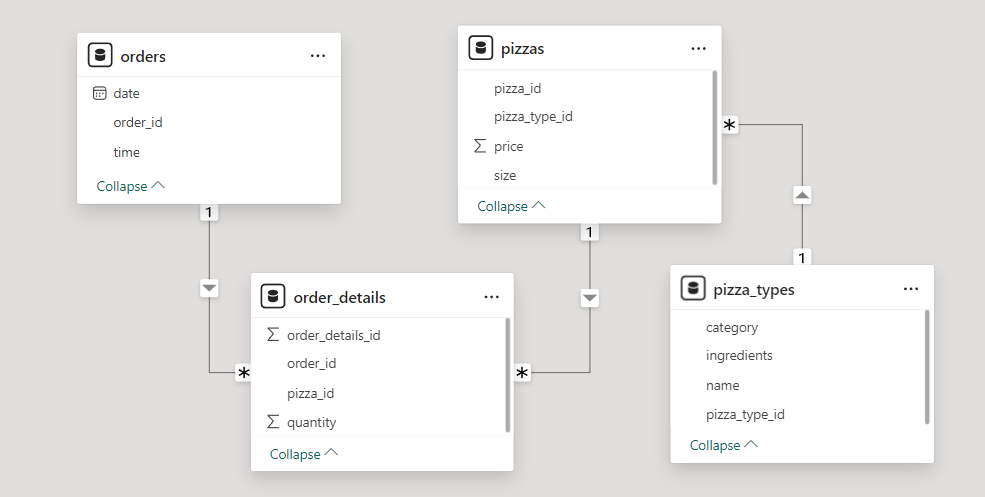 orders
date
order_id
time
Collapse
1
*
pizzas
pizza_id
pizza_type_id
price
size
Collapse
1
*
order_details
order_details_id
order_id
pizza_id
quantity
Collapse
*
1
pizza_types
category
ingredients
name
pizza_type_id
Collapse